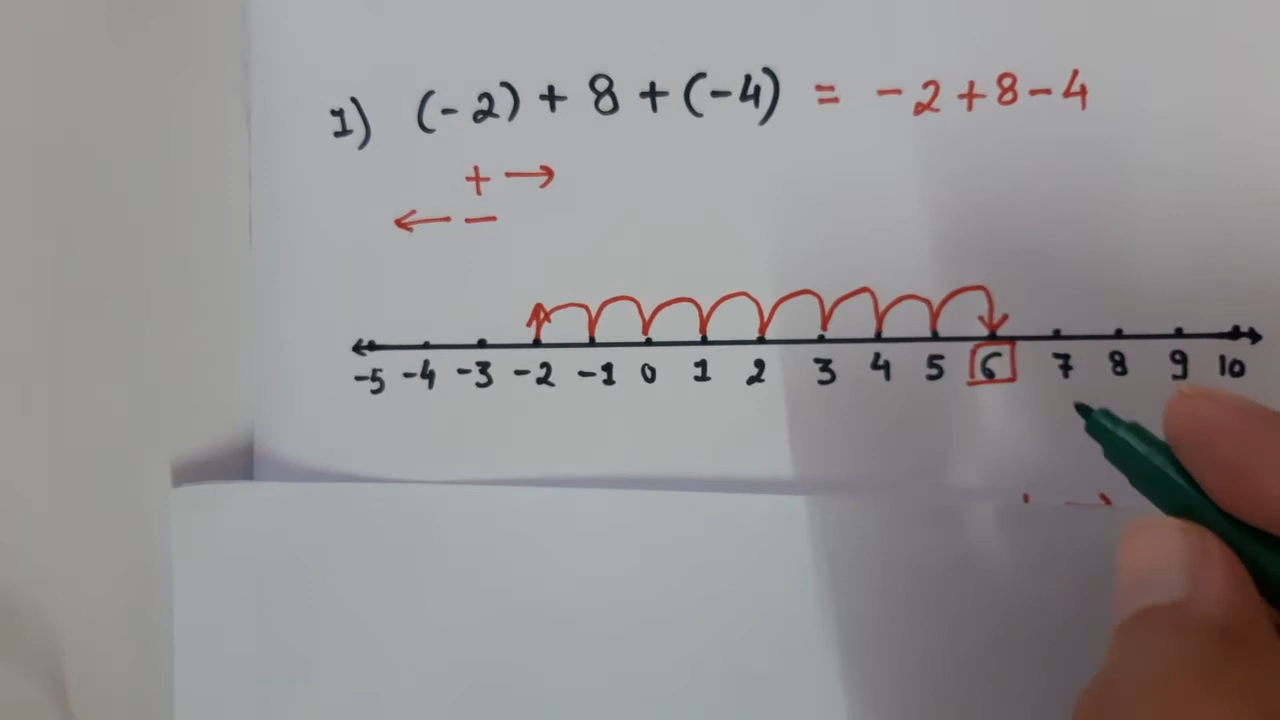 1) (-2) + 8 + (-4) = -2+8-4
+ →
← -
-5 -4 -3 -2 -1 0 1 2 3 4 5 6 7 8 9 10